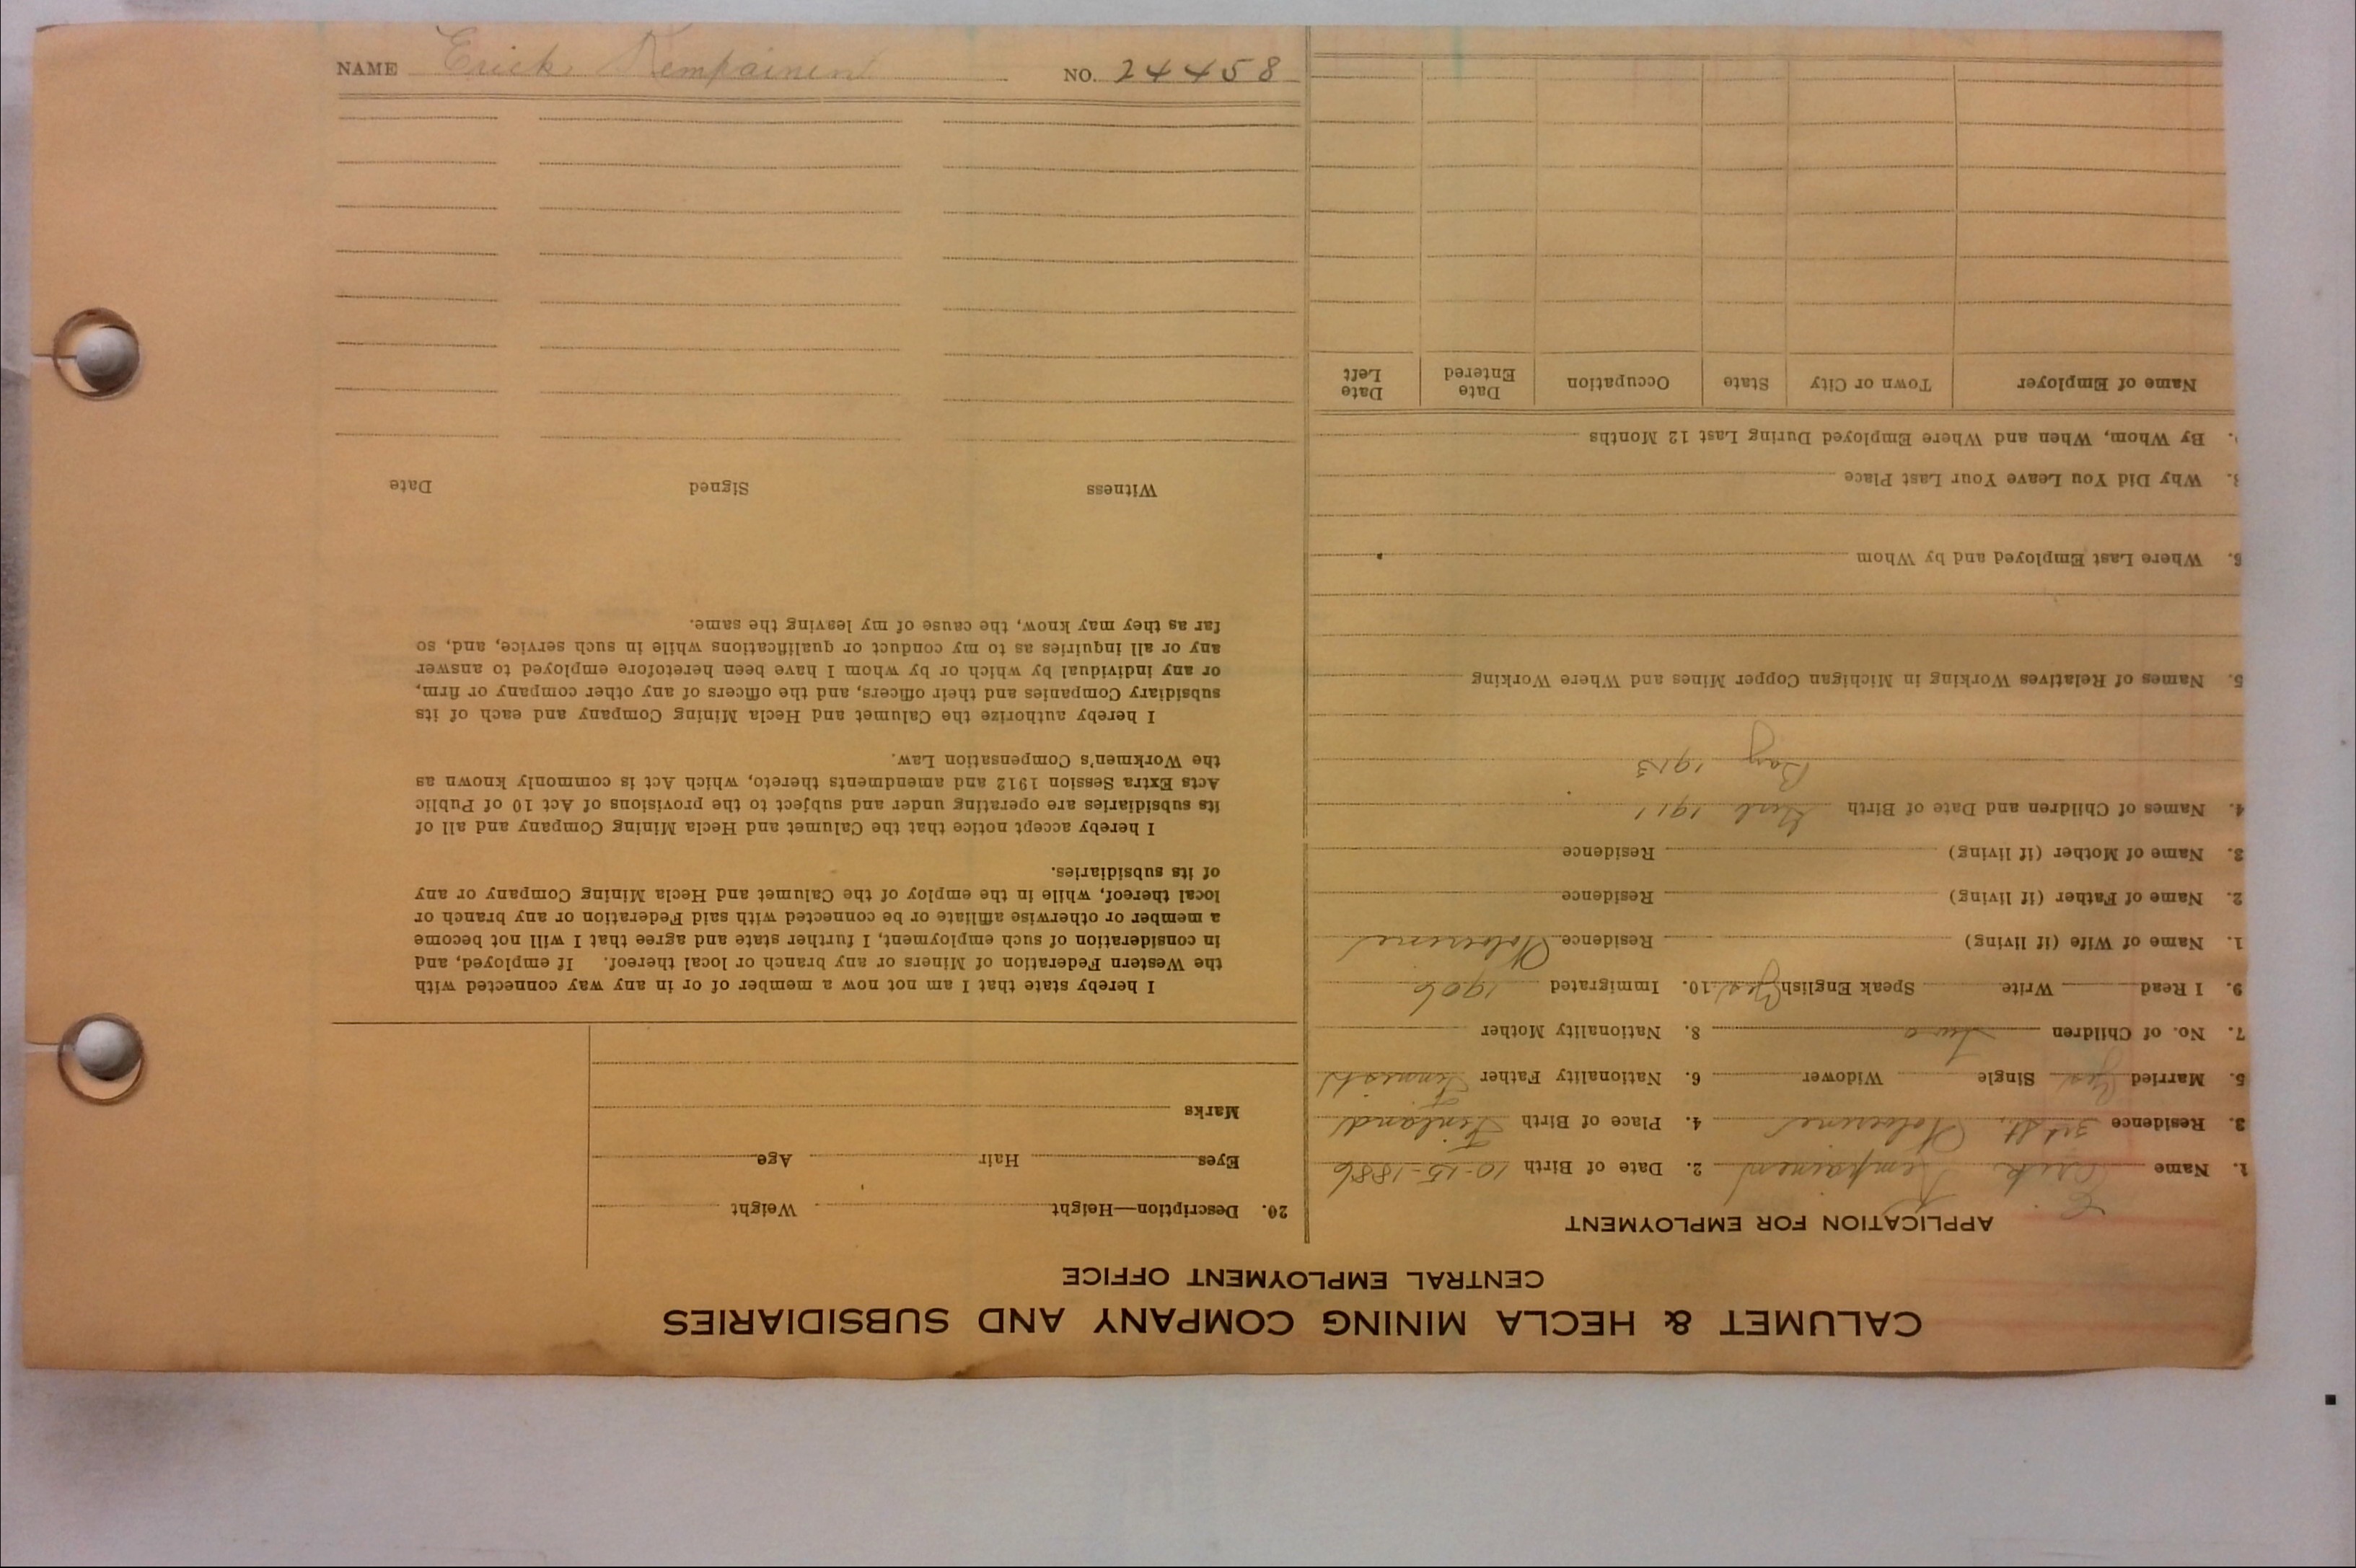 NAME Erick Kempainen NO. 24458
CALUMET & HECLA MINING COMPANY AND SUBSIDIARIES
CENTRAL EMPLOYMENT OFFICE
APPLICATION FOR EMPLOYMENT
1. Name Erick Kempainen 2. Date of Birth 10-15-1886
3. Residence 3rd St. Wolverine 4. Place of Birth Finland
5. Married Yes Single Widower 6. Nationality Father Finnish
7. No. of Children Two 8. Nationality Mother
9. I Read Write Speak English Yes 10. Immigrated 1906
1. Name of Wife (if living) Residence Wolverine
2. Name of Father (if living) Residence
3. Name of Mother (if living) Residence
4. Names of Children and Date of Birth Girl 1911
Boy 1913
5. Names of Relatives Working in Michigan Copper Mines and Where Working
6. Where Last Employed and by Whom
Why Did You Leave Your Last Place
By Whom, When and Where Employed During Last 12 Months
Name of Employer Town or City State Occupation Date Entered Date Left
20. Description—Height Weight
Eyes Hair Age
Marks
I hereby state that I am not now a member of or in any way connected with
the Western Federation of Miners or any branch or local thereof. If employed, and
in consideration of such employment, I further state and agree that I will not become
a member or otherwise affiliate or be connected with said Federation or any branch or
local thereof, while in the employ of the Calumet and Hecla Mining Company or any
of its subsidiaries.
I hereby accept notice that the Calumet and Hecla Mining Company and all of
its subsidiaries are operating under and subject to the provisions of Act 10 of Public
Acts Extra Session 1912 and amendments thereto, which Act is commonly known as
the Workmen's Compensation Law.
I hereby authorize the Calumet and Hecla Mining Company and each of its
subsidiary Companies and their officers, and the officers of any other company or firm,
or any individual by which or by whom I have been heretofore employed to answer
any or all inquiries as to my conduct or qualifications while in such service, and, so
far as they may know, the cause of my leaving the same.
Witness Signed Date